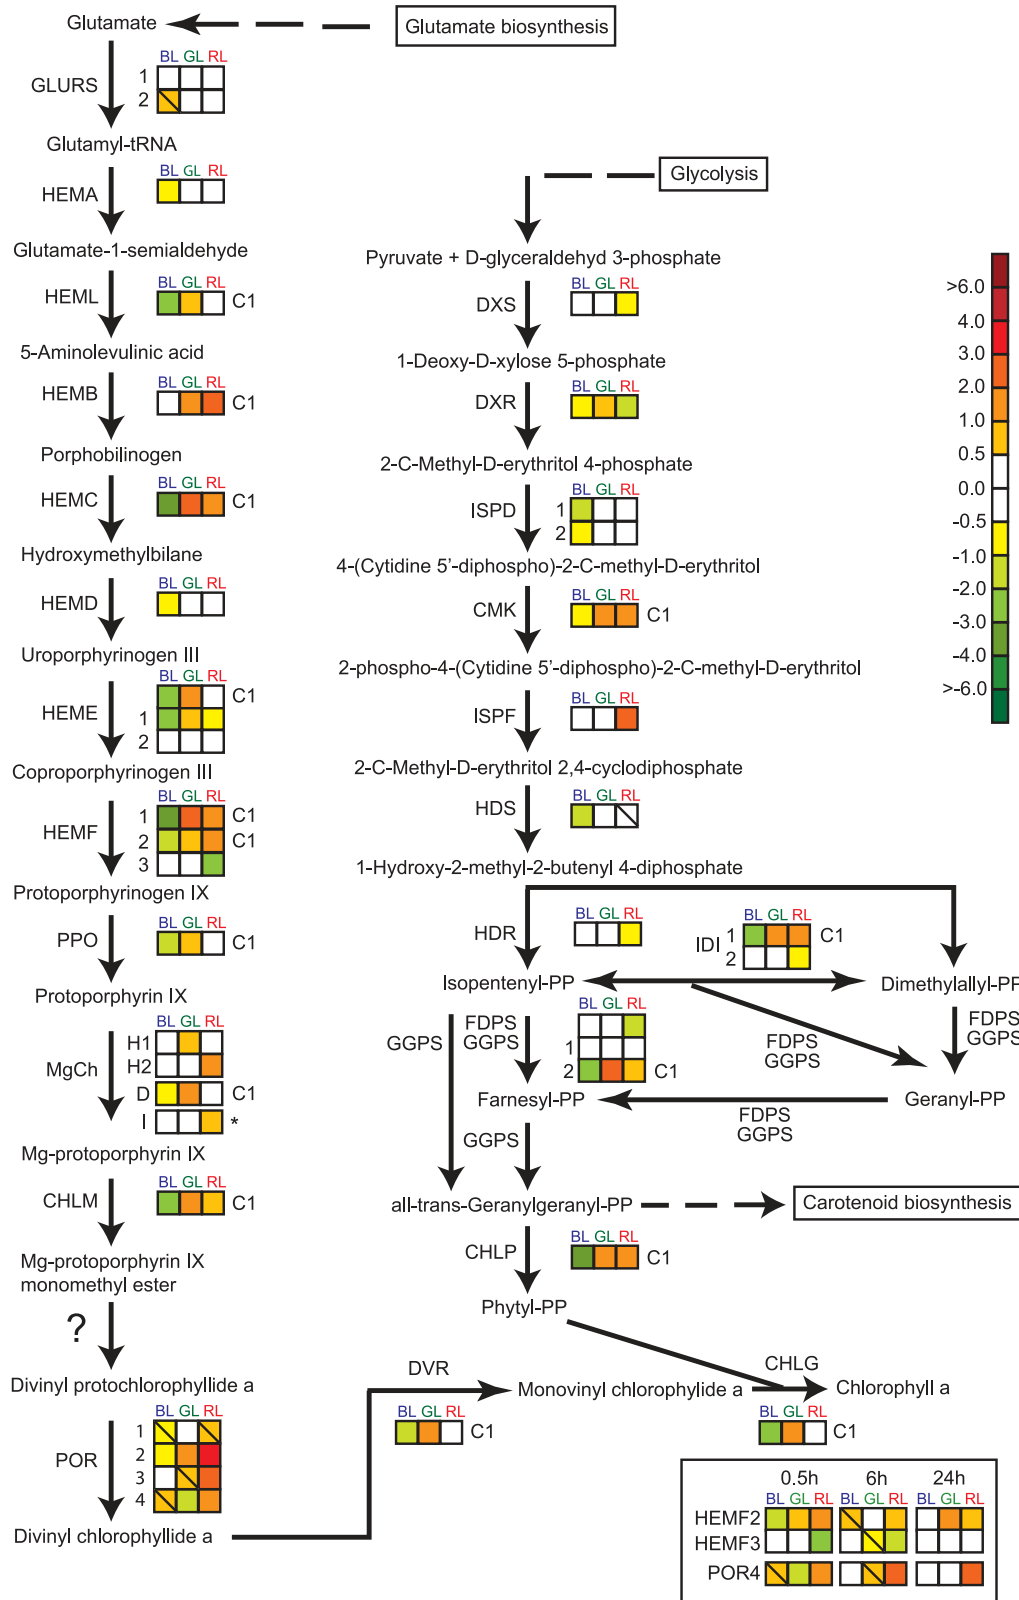 Glutamate
Glutamate biosynthesis
BL GL RL
GLURS
1
2
Glutamyl-tRNA
BL GL RL
HEMA
Glutamate-1-semialdehyde
BL GL RL
HEML
C1
5-Aminolevulinic acid
BL GL RL
HEMB
C1
Porphobilinogen
BL GL RL
HEMC
C1
Hydroxymethylbilane
BL GL RL
HEMD
Uroporphyrinogen III
BL GL RL
C1
HEME
1
2
Coproporphyrinogen III
BL GL RL
1 C1
HEMF
2 C1
3
Protoporphyrinogen IX
BL GL RL
PPO
C1
Protoporphyrin IX
BL GL RL
H1
MgCh
H2
D C1
I *
Mg-protoporphyrin IX
BL GL RL
CHLM
C1
Mg-protoporphyrin IX
monomethyl ester
?
Divinyl protochlorophyllide a
BL GL RL
1
POR
2
3
4
Divinyl chlorophyllide a
Glycolysis
Pyruvate + D-glyceraldehyd 3-phosphate
BL GL RL
DXS
1-Deoxy-D-xylose 5-phosphate
BL GL RL
DXR
2-C-Methyl-D-erythritol 4-phosphate
BL GL RL
ISPD
1
2
4-(Cytidine 5'-diphospho)-2-C-methyl-D-erythritol
BL GL RL
CMK
C1
2-phospho-4-(Cytidine 5'-diphospho)-2-C-methyl-D-erythritol
BL GL RL
ISPF
2-C-Methyl-D-erythritol 2,4-cyclodiphosphate
BL GL RL
HDS
1-Hydroxy-2-methyl-2-butenyl 4-diphosphate
BL GL RL
HDR
BL GL RL
IDI
1 C1
2
Isopentenyl-PP
Dimethylallyl-PP
GGPS
FDPS
GGPS
BL GL RL
1
2 C1
FDPS
GGPS
FDPS
GGPS
Farnesyl-PP
Geranyl-PP
FDPS
GGPS
GGPS
all-trans-Geranylgeranyl-PP
Carotenoid biosynthesis
BL GL RL
CHLP
C1
Phytyl-PP
DVR
BL GL RL
C1
Monovinyl chlorophylide a
CHLG
Chlorophyll a
BL GL RL
C1
>6.0
4.0
3.0
2.0
1.0
0.5
0.0
-0.5
-1.0
-2.0
-3.0
-4.0
>-6.0
0.5h 6h 24h
BL GL RL BL GL RL BL GL RL
HEMF2
HEMF3
POR4